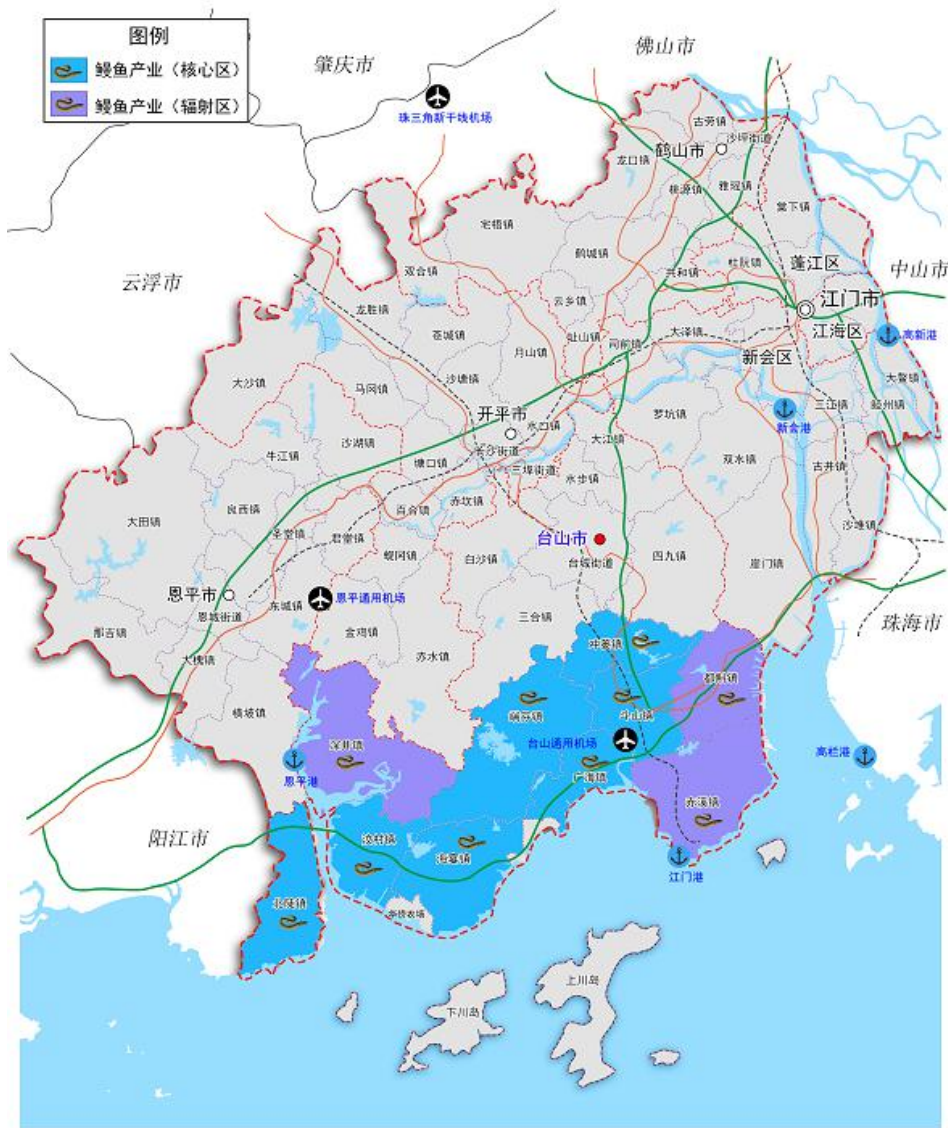 图例
鳗鱼产业（核心区）
鳗鱼产业（辐射区）
佛山市
肇庆市
珠三角新干线机场
古劳镇
沙坪街道
鹤山市
龙口镇
桃源镇
雅瑶镇
棠下镇
宅梧镇
鹤城镇
双合镇
共和镇
杜阮镇
蓬江区
中山市
云浮市
云乡镇
龙胜镇
苍城镇
月山镇
址山镇
司前镇
大泽镇
江门市
江海区
高新港
新会区
大鳌镇
大沙镇
马冈镇
沙塘镇
开平市
水口镇
罗坑镇
新会港
三江镇
睦洲镇
牛江镇
沙湖镇
塘口镇
长沙街道
大江镇
三埠街道
双水镇
古井镇
水步镇
大田镇
良西镇
圣堂镇
百合镇
赤坎镇
君堂镇
蚬冈镇
白沙镇
台山市
台城街道
四九镇
崖门镇
沙堆镇
恩平市
恩城街道
东城镇
恩平通用机场
那吉镇
大槐镇
金鸡镇
赤水镇
三合镇
冲蒌镇
珠海市
横坡镇
深井镇
端芬镇
斗山镇
都斛镇
恩平港
台山通用机场
广海镇
高栏港
赤溪镇
阳江市
汶村镇
海宴镇
江门港
北陡镇
华侨农场
上川岛
下川岛